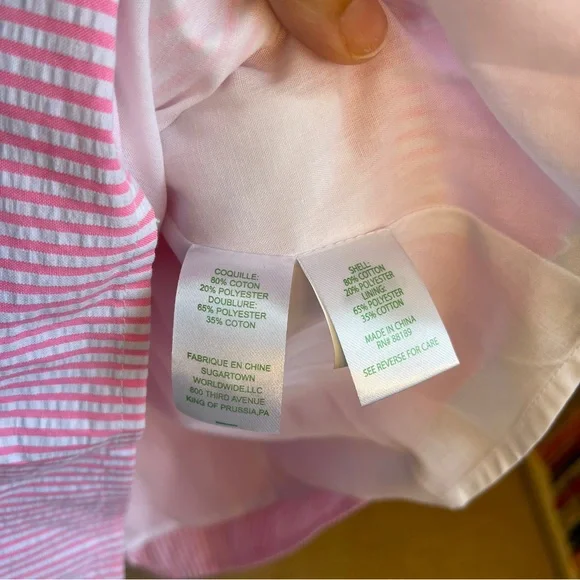 COQUILLE:
80% COTON
20% POLYESTER
DOUBLURE:
65% POLYESTER
35% COTON
FABRIQUE EN CHINE
SUGARTOWN
WORLDWIDE,LLC
800 THIRD AVENUE
KING OF PRUSSIA,PA
SHELL:
80% COTTON
20% POLYESTER
LINING:
65% POLYESTER
35% COTTON
MADE IN CHINA
RN# 88189
SEE REVERSE FOR CARE